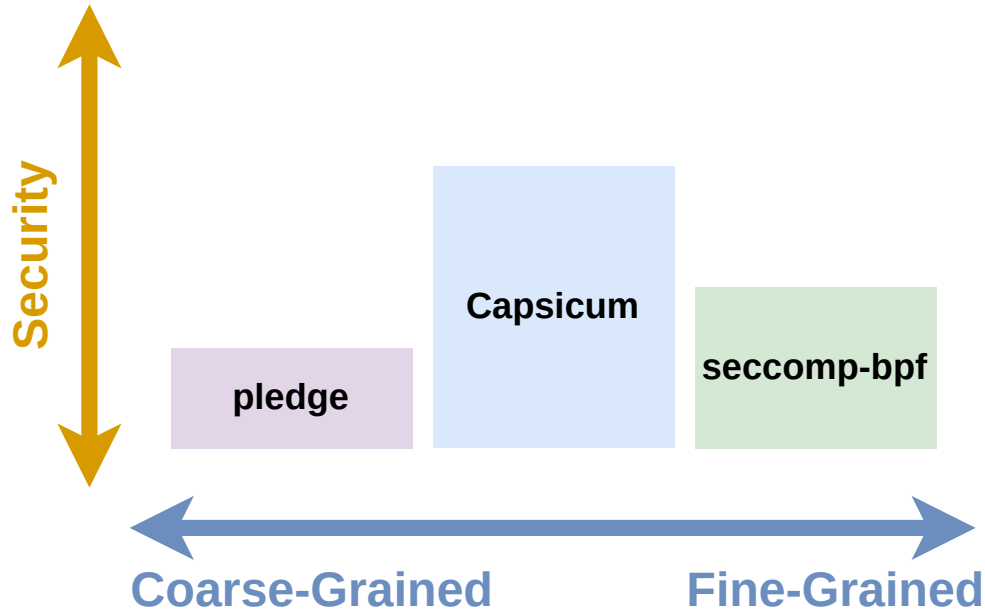 Security
Capsicum
seccomp-bpf
pledge
Coarse-Grained
Fine-Grained